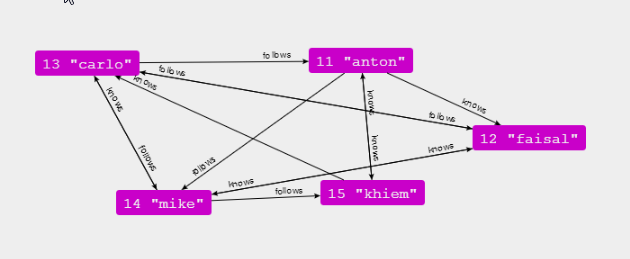 follows
13 "carlo"
11 "anton"
follows
knows
knows
knows
knows
follows
12 "faisal"
knows
follows
knows
follows
knows
follows
14 "mike"
15 "khiem"